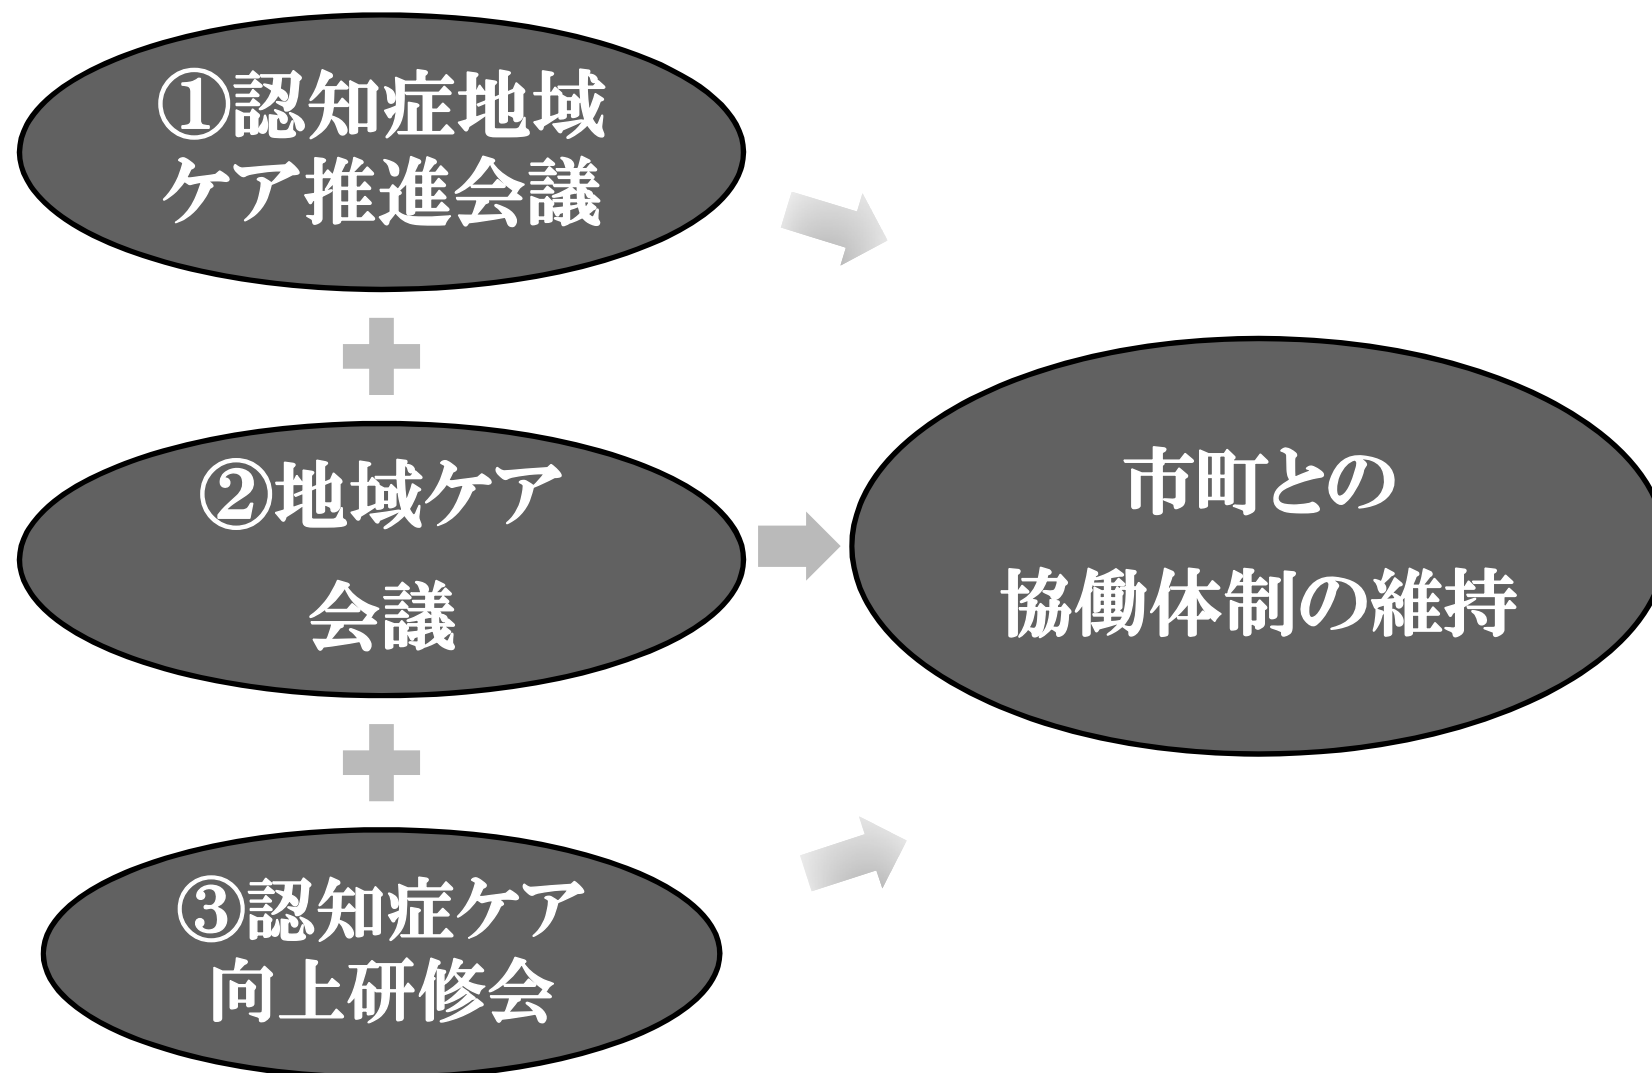 ①認知症地域
ケア推進会議
②地域ケア
会議
③認知症ケア
向上研修会
市町との
協働体制の維持